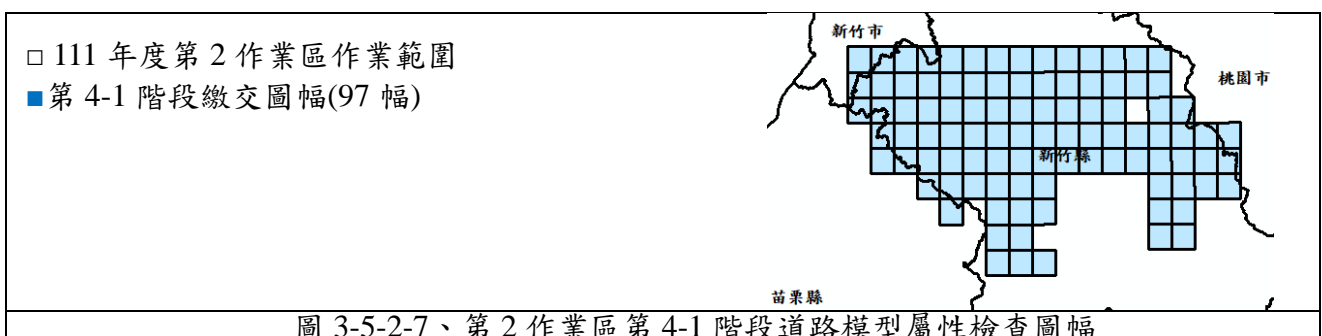 □ 111 年度第 2 作業區作業範圍
■第 4-1 階段繳交圖幅(97 幅)
新竹市
桃園市
新竹縣
苗栗縣
圖 3-5-2-7、第 2 作業區第 4-1 階段道路模型屬性檢查圖幅